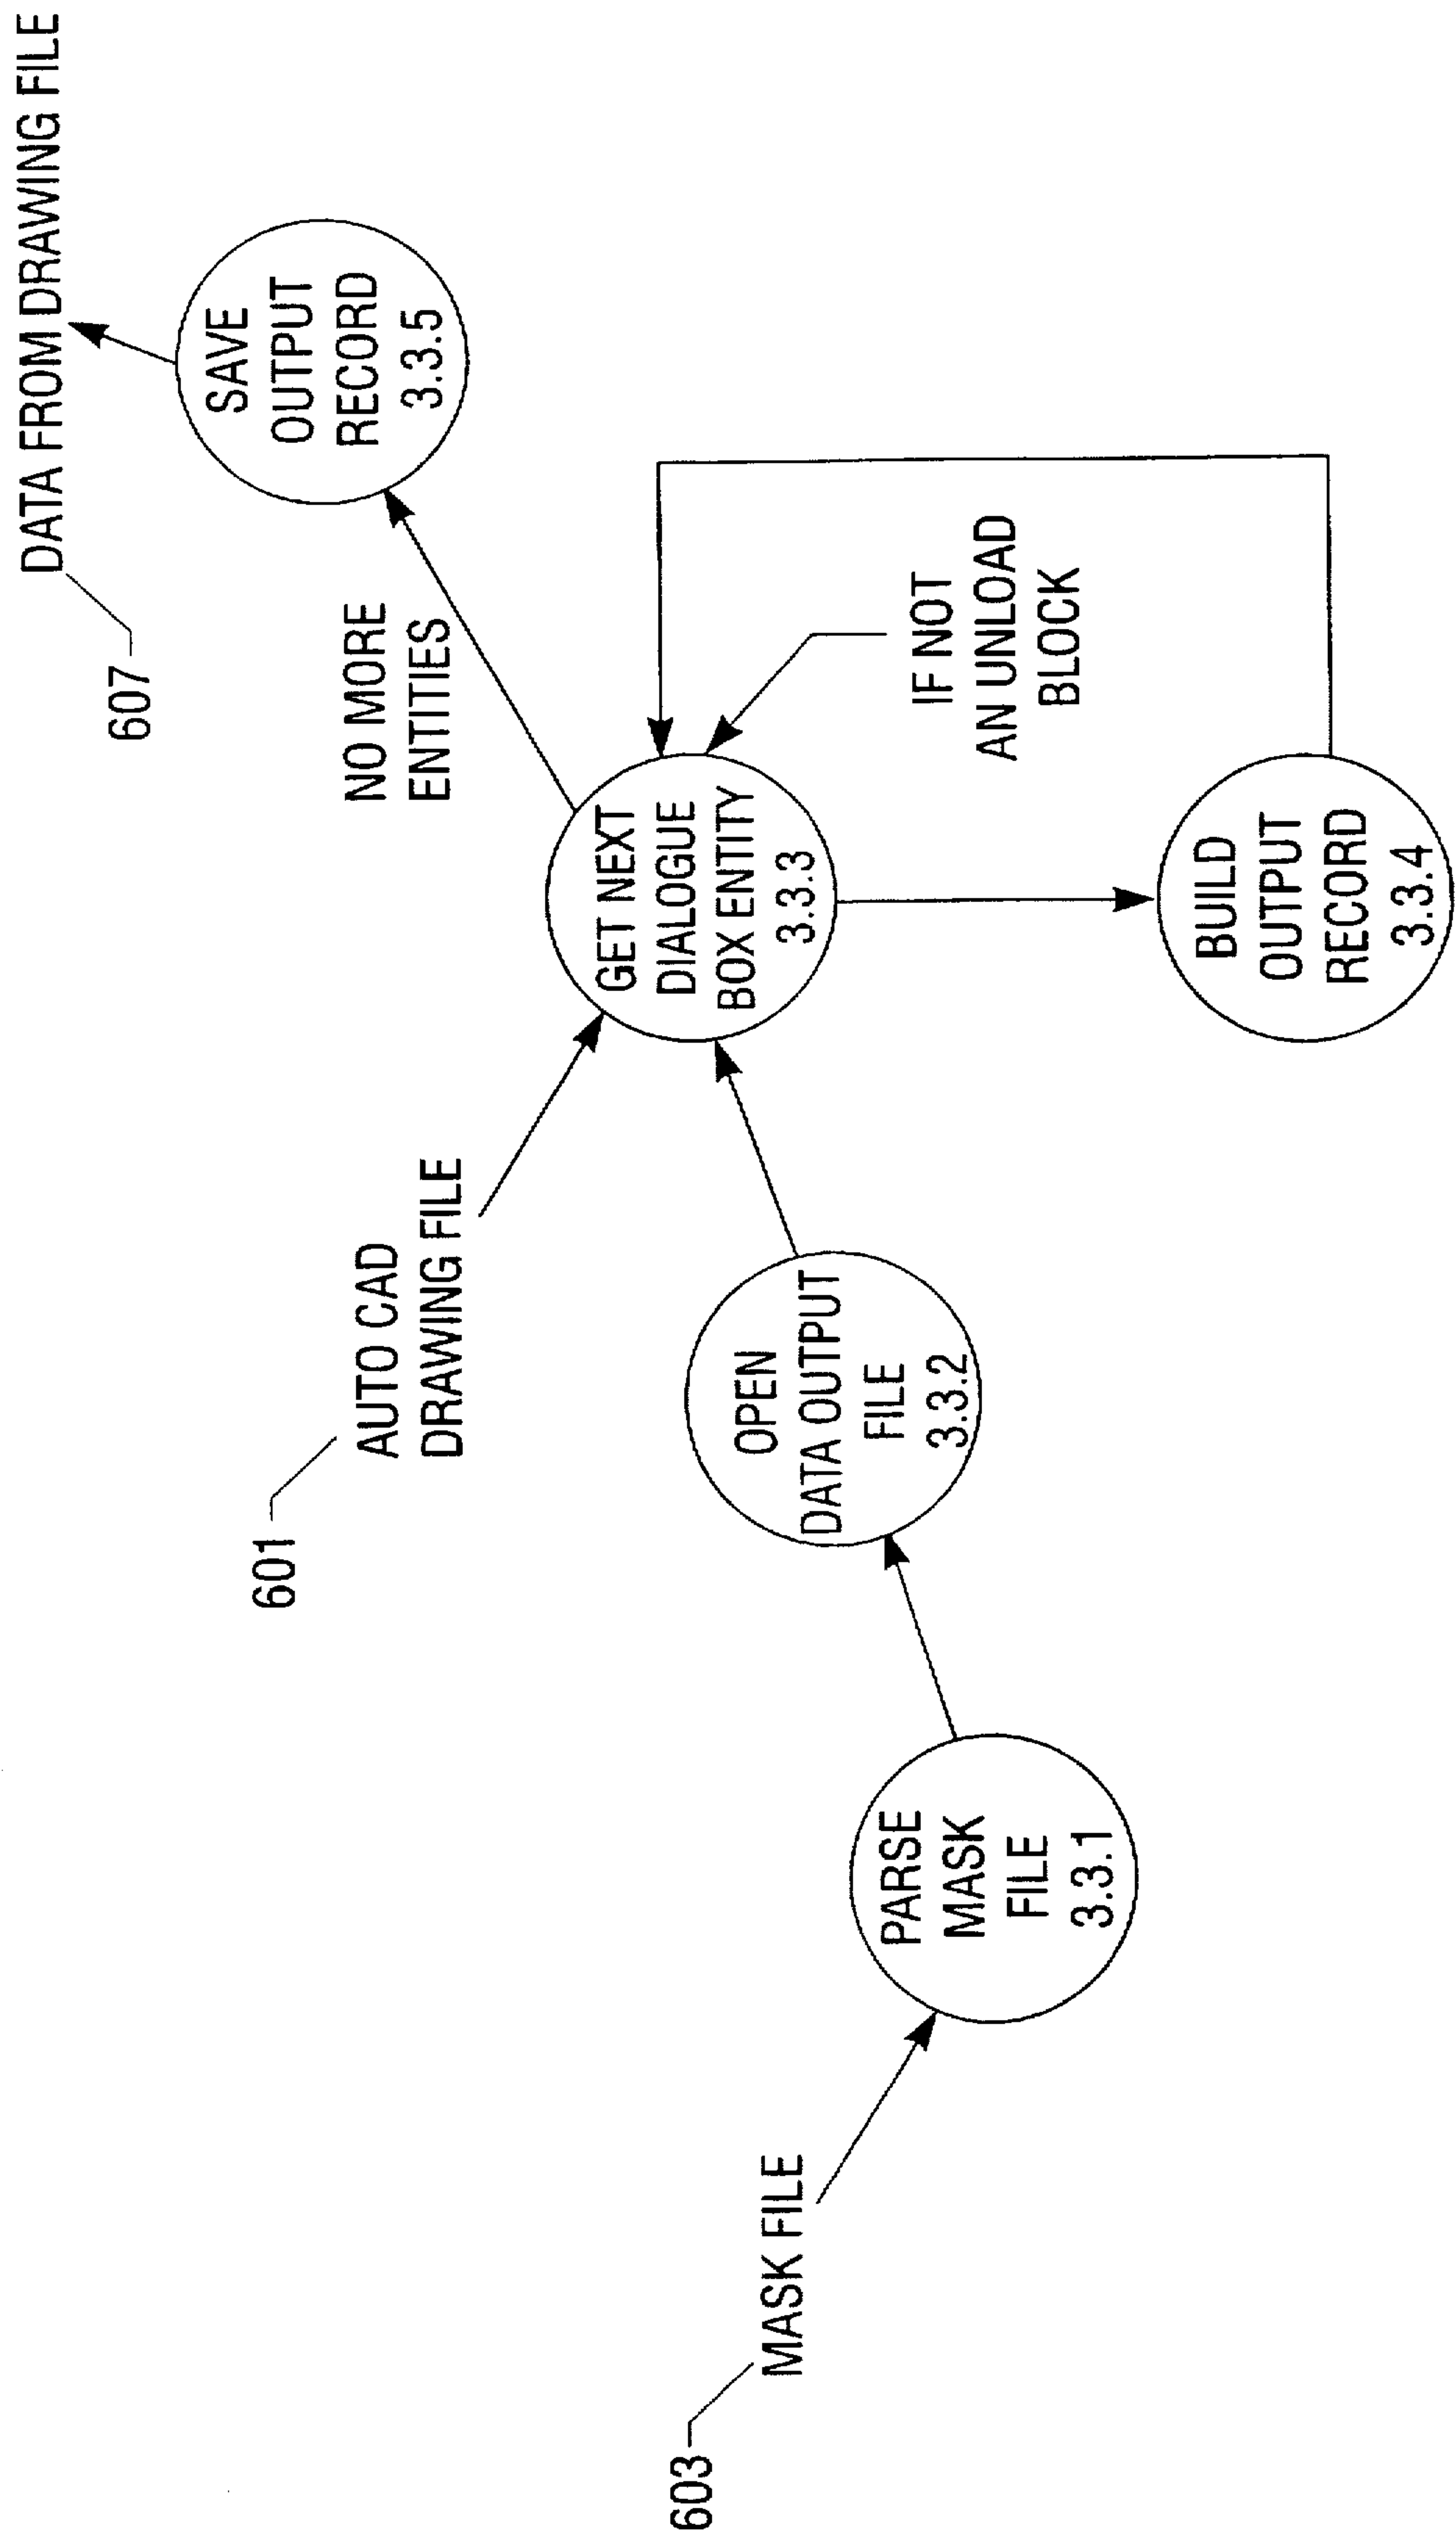 603
MASK FILE
PARSE
MASK
FILE
3.3.1
OPEN
DATA OUTPUT
FILE
3.3.2
601
AUTO CAD
DRAWING FILE
GET NEXT
DIALOGUE
BOX ENTITY
3.3.3
BUILD
OUTPUT
RECORD
3.3.4
IF NOT
AN UNLOAD
BLOCK
NO MORE
ENTITIES
SAVE
OUTPUT
RECORD
3.3.5
607
DATA FROM DRAWING FILE